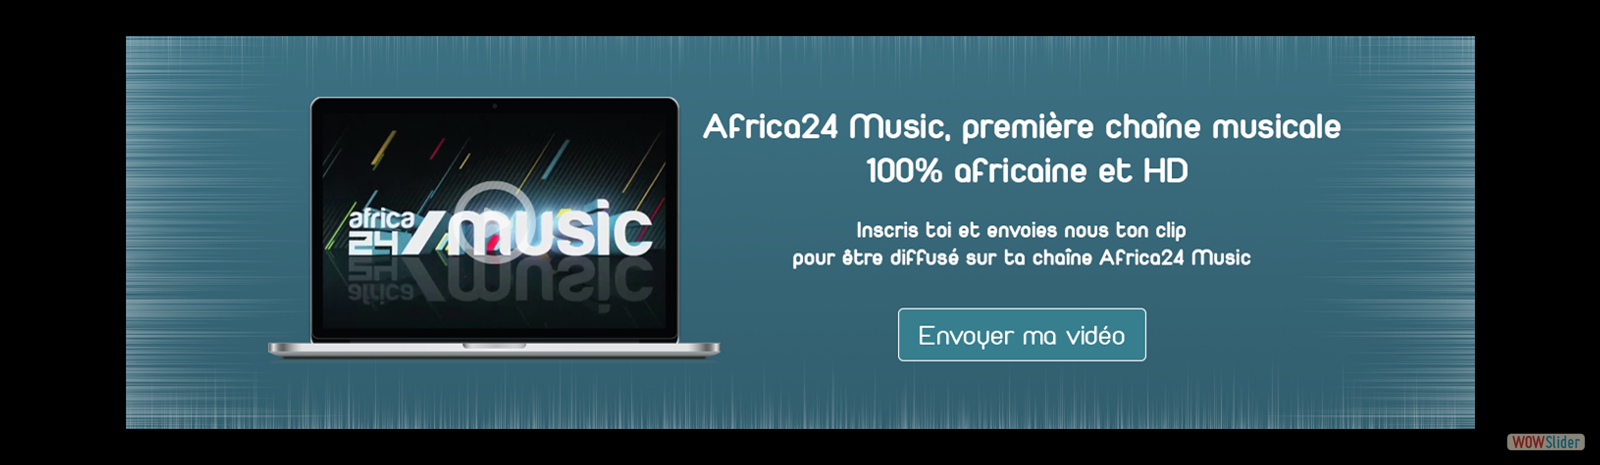 Africa24 Music, première chaîne musicale
100% africaine et HD
Inscris toi et envoies nous ton clip
pour être diffusé sur ta chaîne Africa24 Music
Envoyer ma vidéo
africa
24/music
WOWSlider